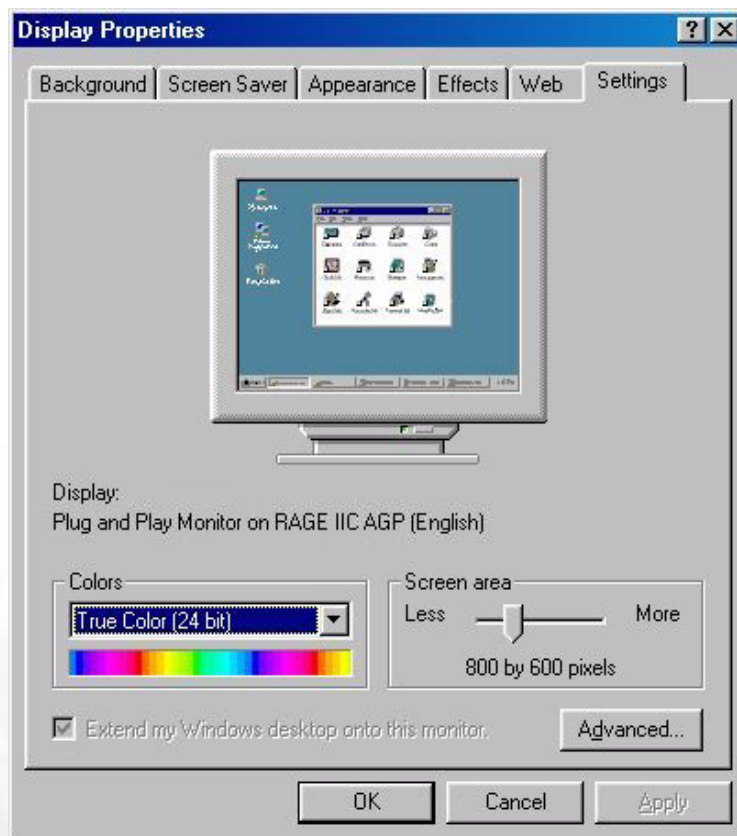 Display Properties
Background Screen Saver Appearance Effects Web Settings
Display:
Plug and Play Monitor on RAGE IIC AGP (English)
Colors
True Color (24 bit)
Screen area
Less More
800 by 600 pixels
Extend my Windows desktop onto this monitor.
Advanced...
OK Cancel Apply